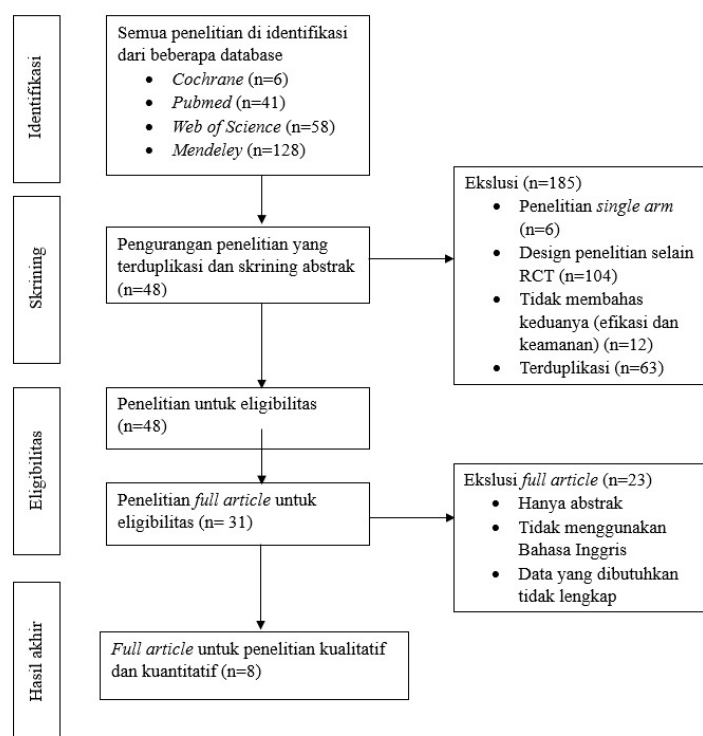 Identifikasi
Semua penelitian di identifikasi
dari beberapa database
• Cochrane (n=6)
• Pubmed (n=41)
• Web of Science (n=58)
• Mendeley (n=128)
Skrining
Pengurangan penelitian yang
terduplikasi dan skrining abstrak
(n=48)
Ekslusi (n=185)
• Penelitian single arm
(n=6)
• Design penelitian selain
RCT (n=104)
• Tidak membahas
keduanya (efikasi dan
keamanan) (n=12)
• Terduplikasi (n=63)
Eligibilitas
Penelitian untuk eligibilitas
(n=48)
Penelitian full article untuk
eligibilitas (n= 31)
Ekslusi full article (n=23)
• Hanya abstrak
• Tidak menggunakan
Bahasa Inggris
• Data yang dibutuhkan
tidak lengkap
Hasil akhir
Full article untuk penelitian kualitatif
dan kuantitatif (n=8)